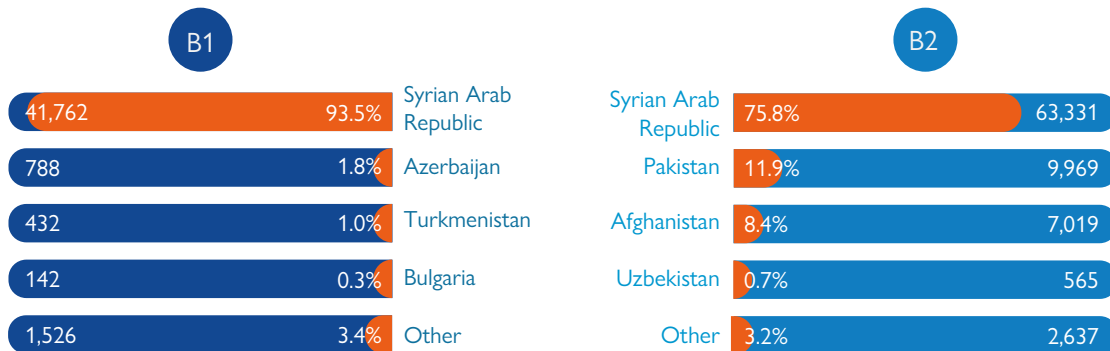 B1
41,762 93.5% Syrian Arab
Republic
788 1.8% Azerbaijan
432 1.0% Turkmenistan
142 0.3% Bulgaria
1,526 3.4% Other
B2
Syrian Arab
Republic 75.8% 63,331
Pakistan 11.9% 9,969
Afghanistan 8.4% 7,019
Uzbekistan 0.7% 565
Other 3.2% 2,637